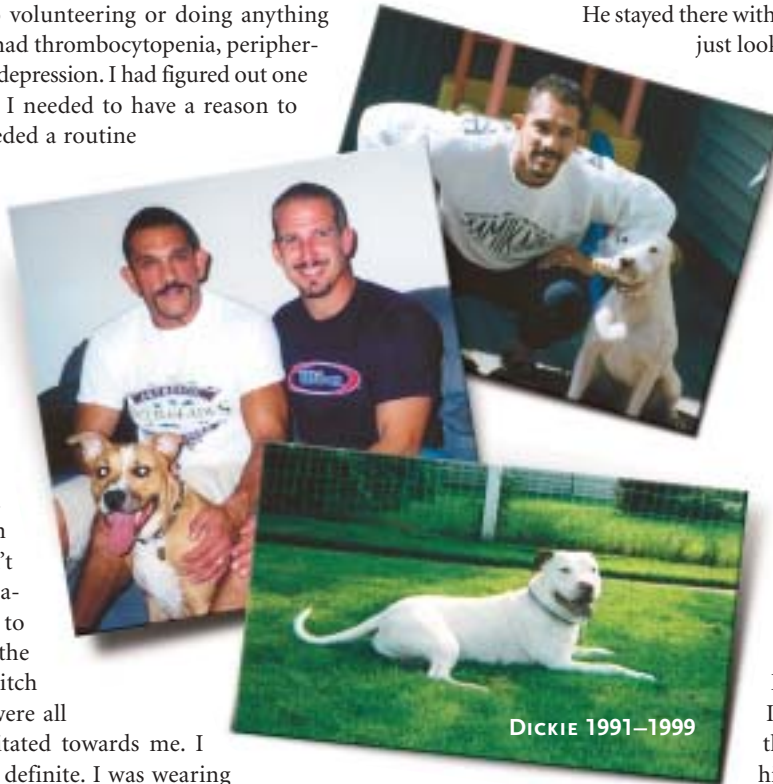 volunteering or doing anything
had thrombocytopenia, peripher-
depression. I had figured out one
I needed to have a reason to
eded a routine
He stayed there with
just look
n
't
a-
to
the
itch
were all
itated towards me. I
definite. I was wearing
DICKIE 1991–1999
I
th
hi